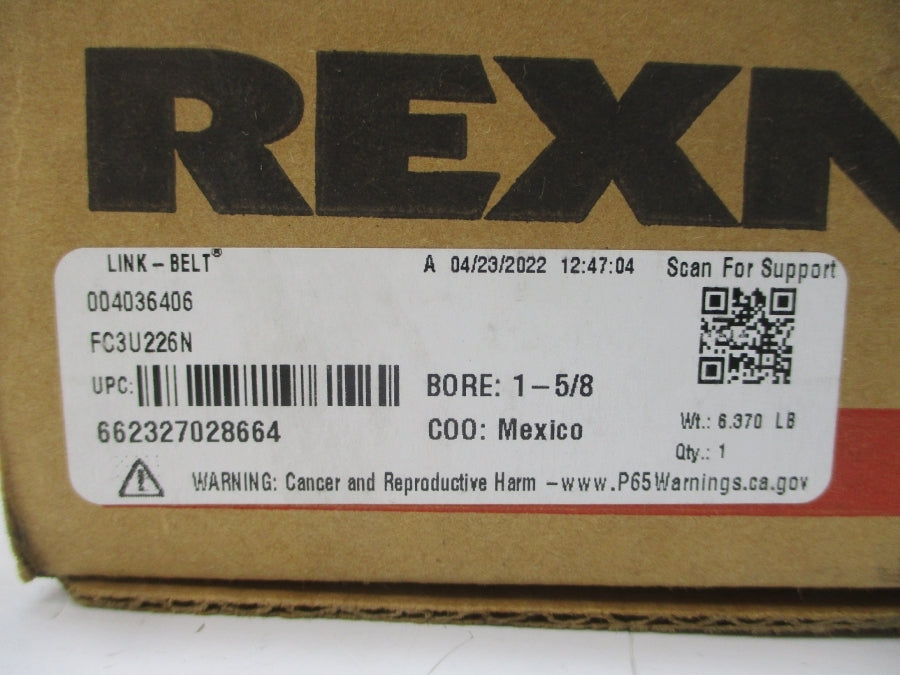 REXN
LINK-BELT® A 04/23/2022 12:47:04 Scan For Support
004036406
FC3U226N
UPC: BORE: 1-5/8
662327028664 COO: Mexico Wt.: 6.370 LB
Qty.: 1
WARNING: Cancer and Reproductive Harm -www.P65Warnings.ca.gov